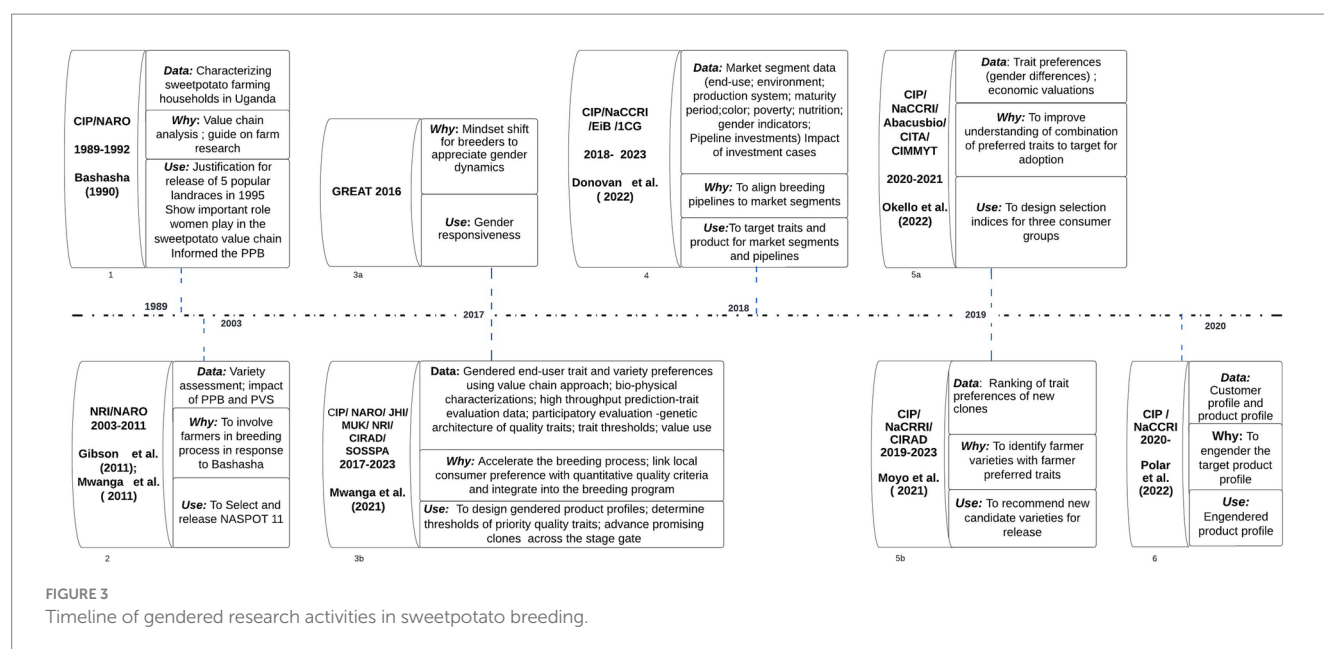 CIP/NARO
1989- 1992
Bashasha
(1990)
Data: Characterizing
sweetpotato farming
households in Uganda
Why: Value chain
analysis ; guide on farm
research
Use: Justification for
release of 5 popular
landraces in 1995
Show important role
women play in the
sweetpotato value chain
Informed the PPB
1
GREAT 2016
Why: Mindset shift
for breeders to
appreciate gender
dynamics
Use: Gender
responsiveness
3a
CIP/NaCCRI
/EiB /1CG
2018- 2023
Donovan et al.
( 2022)
Data: Market segment data
(end-use; environment;
production system; maturity
period;color; poverty; nutrition;
gender indicators;
Pipeline investments) Impact
of investment cases
Why: To align breeding
pipelines to market segments
Use:To target traits and
product for market segments
and pipelines
4
CIP/
NaCCRI/
Abacusbio/
CITA/
CIMMYT
2020-2021
Okello et al.
(2022)
Data: Trait preferences
(gender differences) ;
economic valuations
Why: To improve
understanding of combination
of preferred traits to target for
adoption
Use: To design selection
indices for three consumer
groups
5a
1989
2003
2017
2018
2019
2020
NRI/NARO
2003-2011
Gibson et al.
(2011);
Mwanga et al.
( 2011)
Data: Variety
assessment; impact
of PPB and PVS
Why: To involve
farmers in breeding
process in response
to Bashasha
Use: To Select and
release NASPOT 11
2
CIP/ NARO/ JHI/
MUK/ NRI/
CIRAD/
SOSSPA
2017-2023
Mwanga et al.
(2021)
Data: Gendered end-user trait and variety preferences
using value chain approach; bio-physical
characterizations; high throughput prediction-trait
evaluation data; participatory evaluation -genetic
architecture of quality traits; trait thresholds; value use
Why: Accelerate the breeding process; link local
consumer preference with quantitative quality criteria
and integrate into the breeding program
Use: To design gendered product profiles; determine
thresholds of priority quality traits; advance promising
clones across the stage gate
3b
CIP/
NaCRRI/
CIRAD
2019-2023
Moyo et al.
( 2021)
Data: Ranking of trait
preferences of new
clones
Why: To identify farmer
varieties with farmer
preferred traits
Use: To recommend new
candidate varieties for
release
5b
CIP /
NaCCRI
2020-
Polar
et al.
(2022)
Data:
Customer
profile and
product profile
Why: To
engender the
target product
profile
Use:
Engendered
product profile
6
FIGURE 3
Timeline of gendered research activities in sweetpotato breeding.